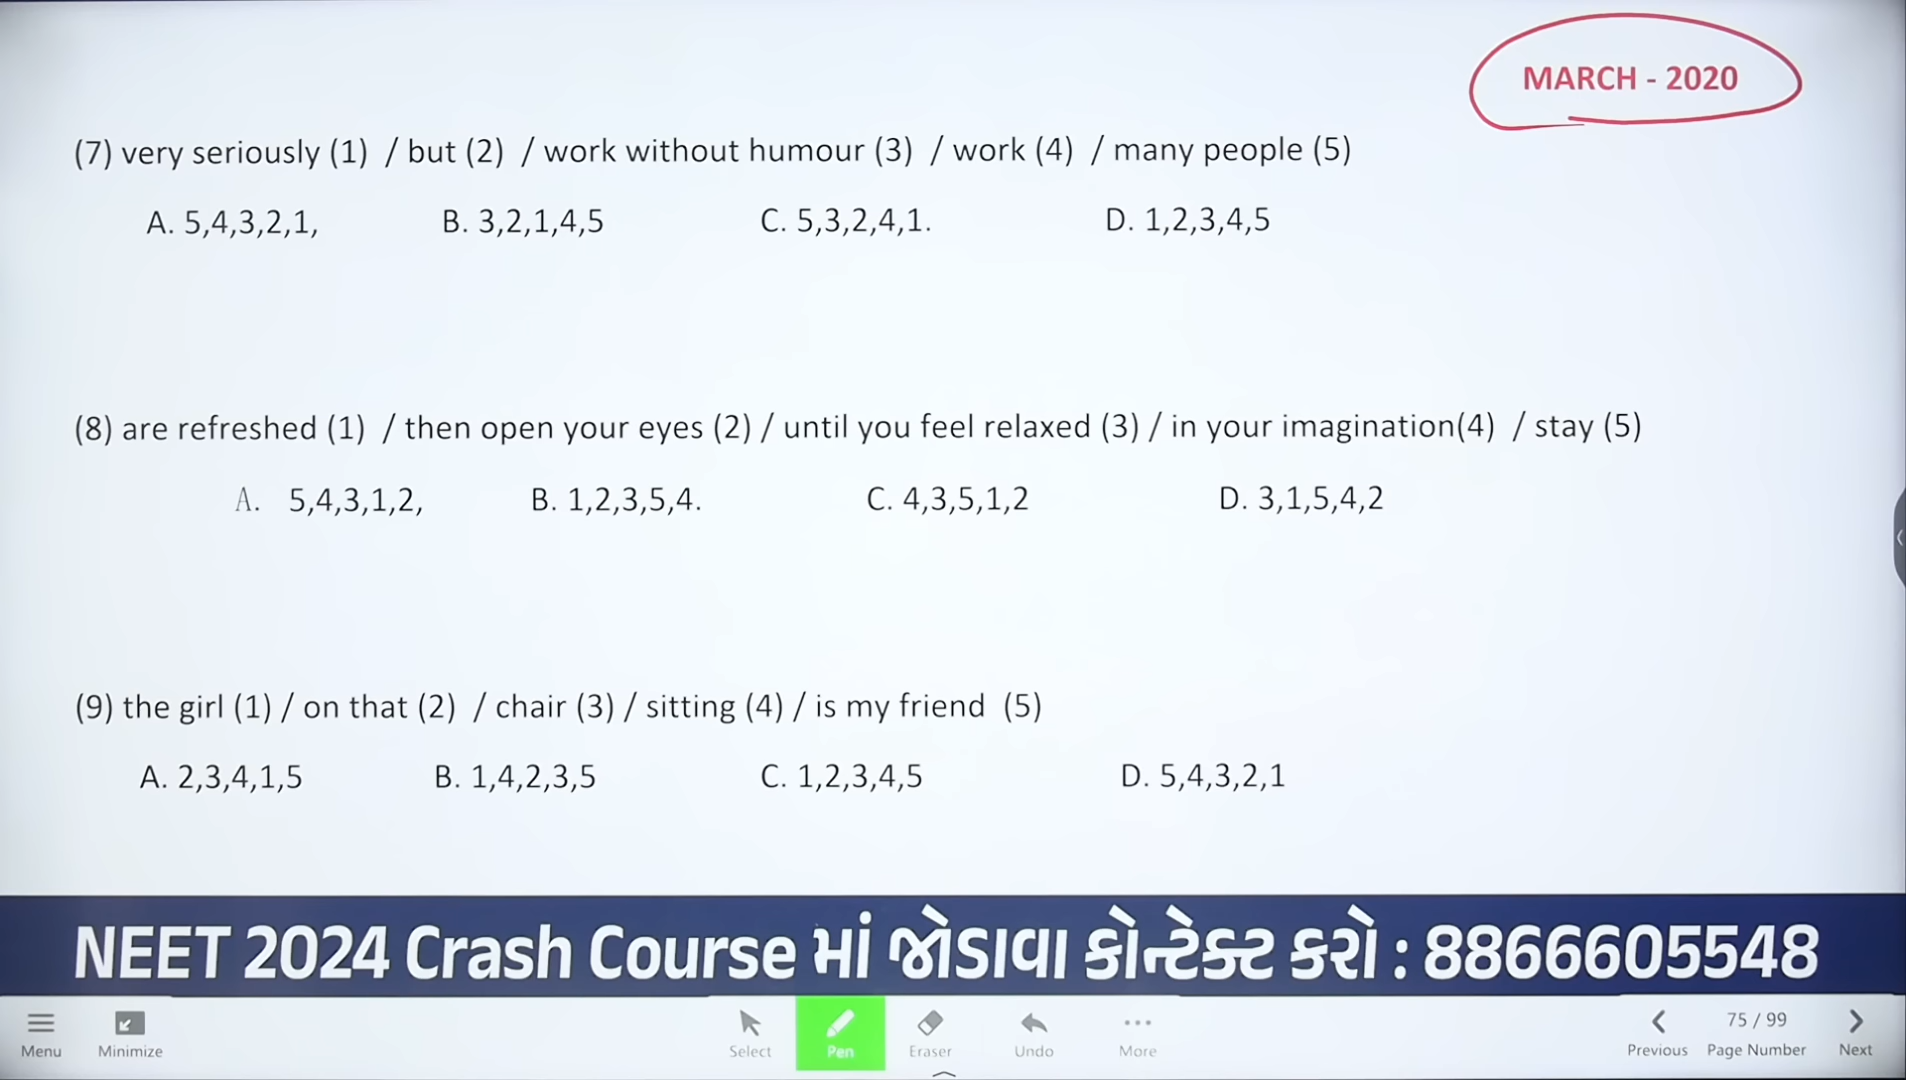 MARCH - 2020
(7) very seriously (1) / but (2) / work without humour (3) / work (4) / many people (5)
A. 5,4,3,2,1, B. 3,2,1,4,5 C. 5,3,2,4,1. D. 1,2,3,4,5
(8) are refreshed (1) / then open your eyes (2) / until you feel relaxed (3) / in your imagination(4) / stay (5)
A. 5,4,3,1,2, B. 1,2,3,5,4. C. 4,3,5,1,2 D. 3,1,5,4,2
(9) the girl (1) / on that (2) / chair (3) / sitting (4) / is my friend (5)
A. 2,3,4,1,5 B. 1,4,2,3,5 C. 1,2,3,4,5 D. 5,4,3,2,1
NEET 2024 Crash Course માં જોડાવા કોન્ટેક્ટ કરો : 8866605548
Menu Minimize Select Pen Eraser Undo More Previous 75 / 99 Page Number Next